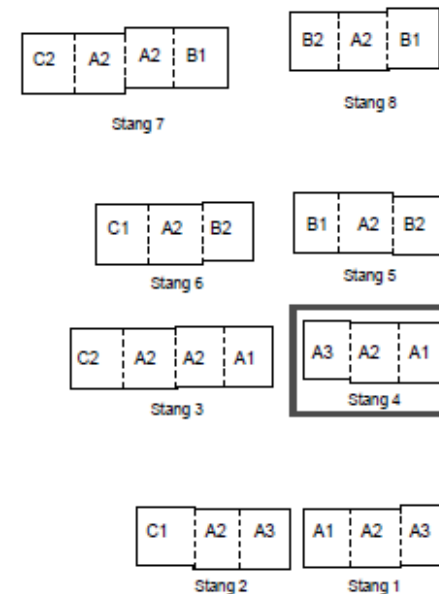 C2 A2 A2 B1
Stang 7
B2 A2 B1
Stang 8
C1 A2 B2
Stang 6
B1 A2 B2
Stang 5
C2 A2 A2 A1
Stang 3
A3 A2 A1
Stang 4
C1 A2 A3
Stang 2
A1 A2 A3
Stang 1